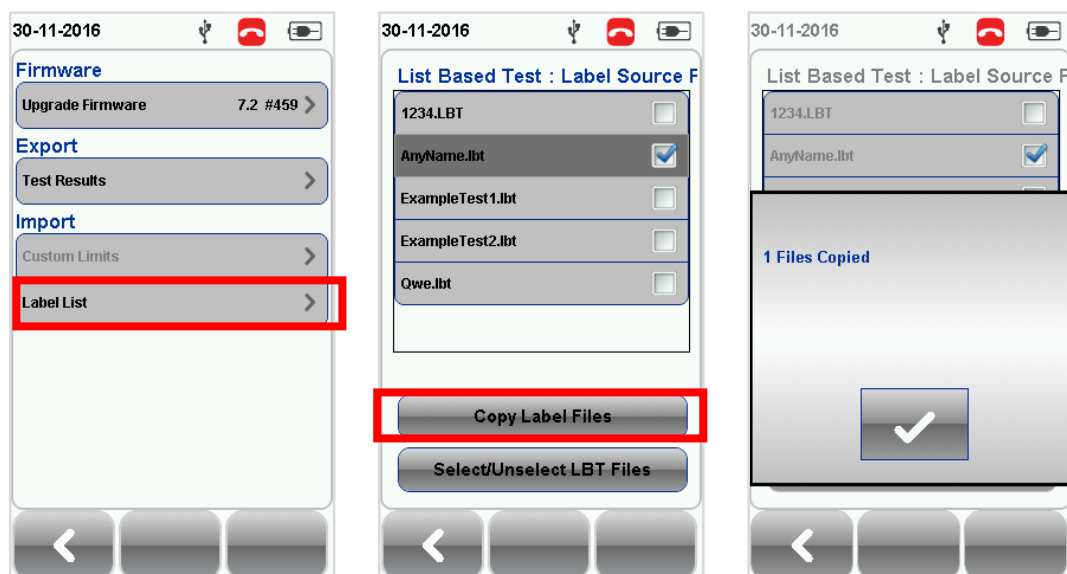 30-11-2016
Firmware
Upgrade Firmware 7.2 #459
Export
Test Results
Import
Custom Limits
Label List
30-11-2016
List Based Test : Label Source F
1234.LBT
AnyName.lbt
ExampleTest1.lbt
ExampleTest2.lbt
Qwe.lbt
Copy Label Files
Select/Unselect LBT Files
30-11-2016
List Based Test : Label Source F
1234.LBT
AnyName.lbt
1 Files Copied